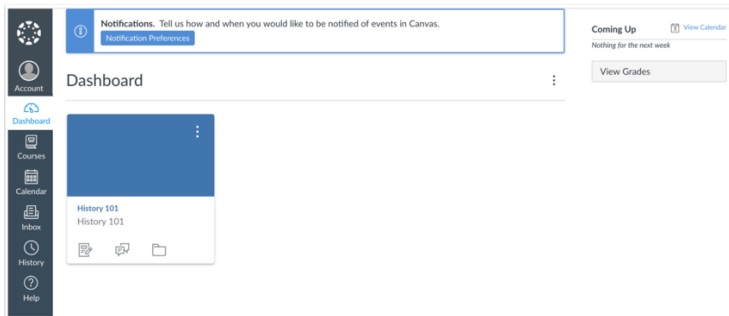 Notifications. Tell us how and when you would like to be notified of events in Canvas.
Notification Preferences
Account
Dashboard
Courses
Calendar
Inbox
History
Help
Dashboard
History 101
History 101
Coming Up
View Calendar
Nothing for the next week
View Grades